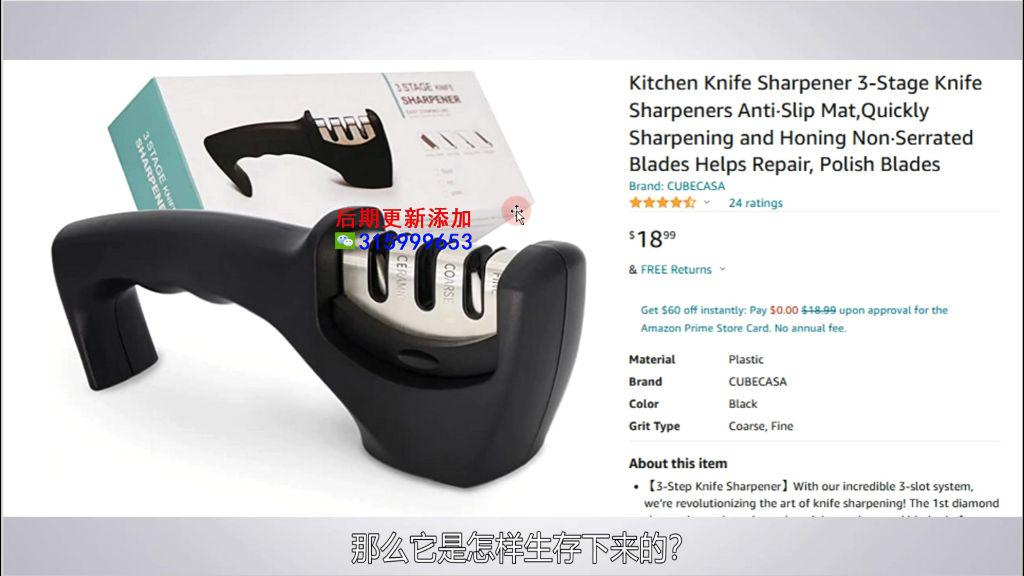 3 STAGE KNIFE
SHARPENER
3 STAGE KNIFE
SHARPENER
后期更新添加
315999653
CERAMIC
COARSE
FINE
Kitchen Knife Sharpener 3-Stage Knife
Sharpeners Anti-Slip Mat,Quickly
Sharpening and Honing Non-Serrated
Blades Helps Repair, Polish Blades
Brand: CUBECASA
24 ratings
$18 99
& FREE Returns
Get $60 off instantly: Pay $0.00 $18.99 upon approval for the
Amazon Prime Store Card. No annual fee.
Material Plastic
Brand CUBECASA
Color Black
Grit Type Coarse, Fine
About this item
• 【3-Step Knife Sharpener】With our incredible 3-slot system,
we're revolutionizing the art of knife sharpening! The 1st diamond
那么它是怎样生存下来的?